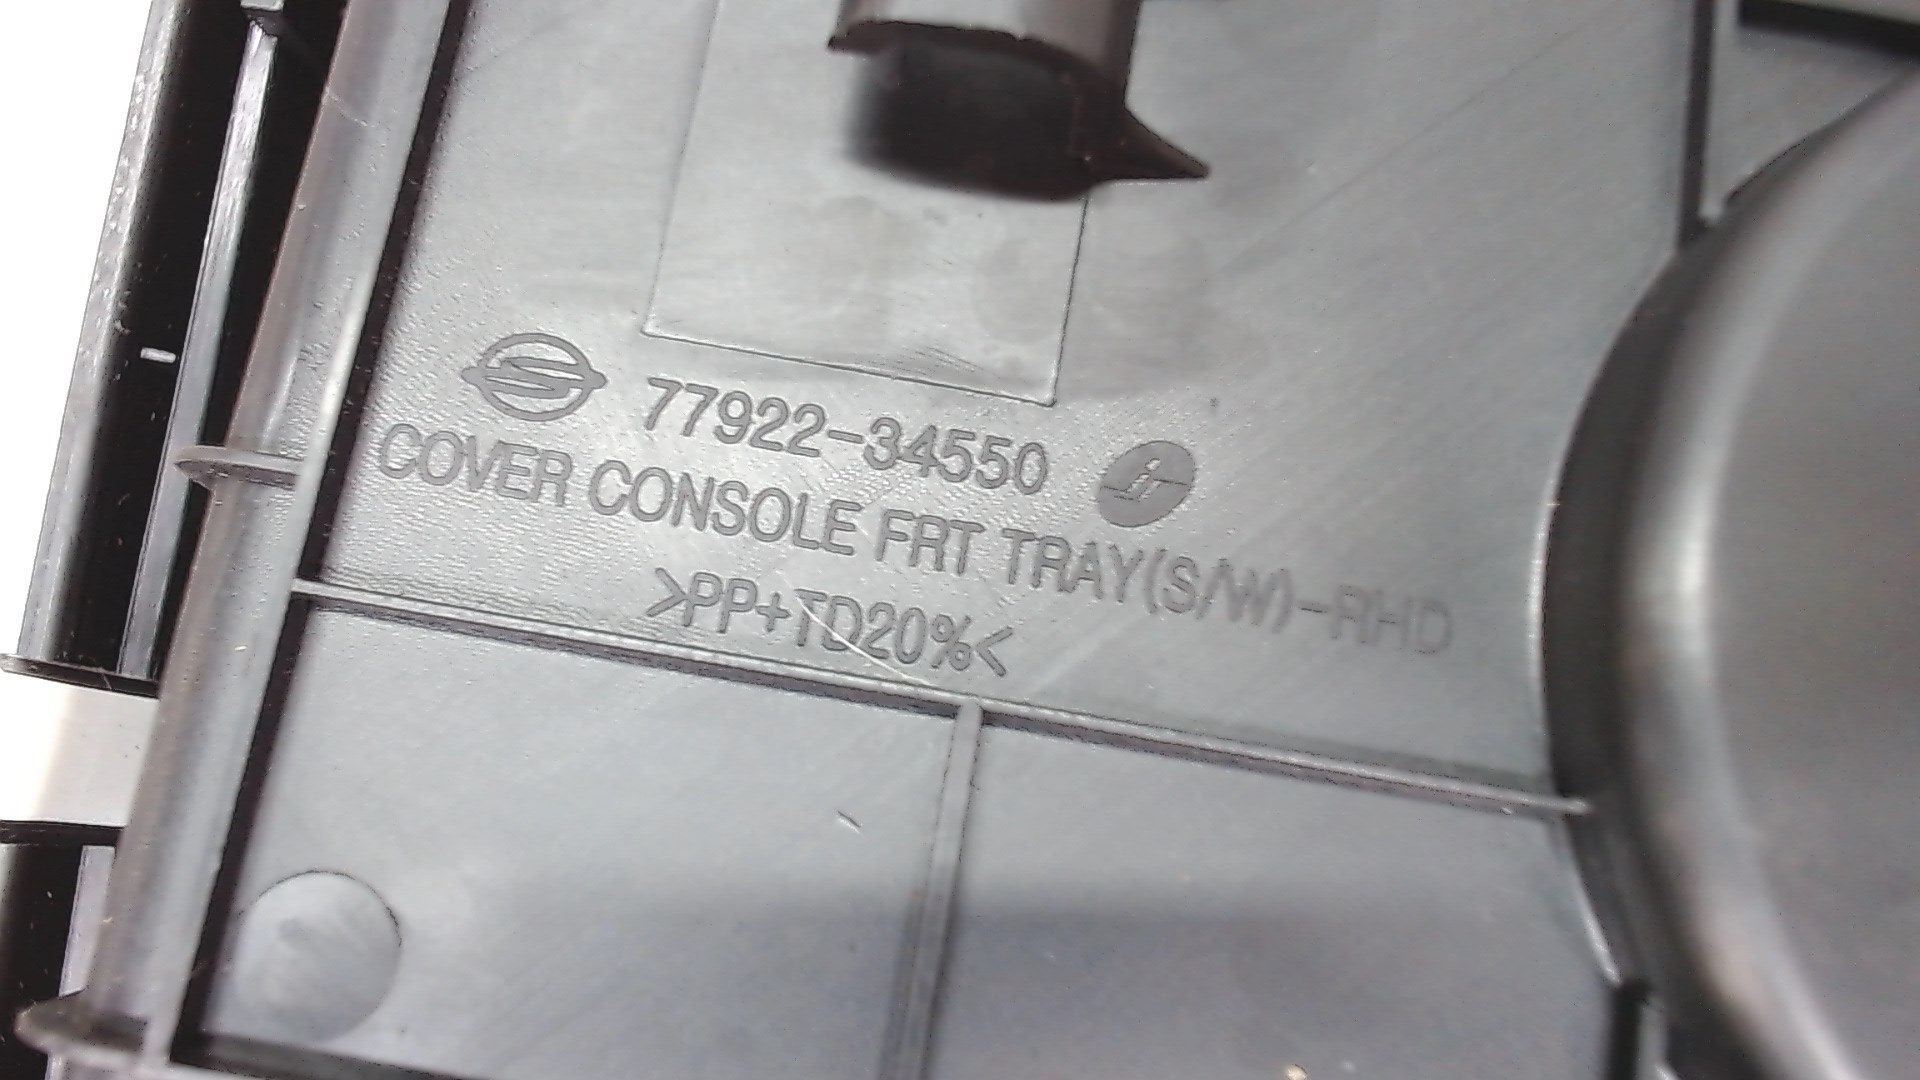 77922-34550
COVER CONSOLE FRT TRAY(S/W)-RHD
>PP+TD20%<